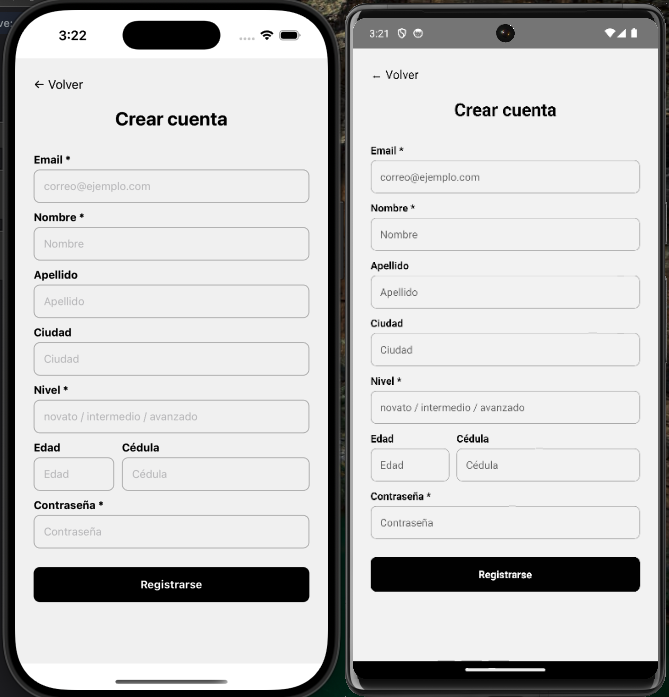 ve:
3:22
← Volver
Crear cuenta
Email *
correo@ejemplo.com
Nombre *
Nombre
Apellido
Apellido
Ciudad
Ciudad
Nivel *
novato / intermedio / avanzado
Edad Cédula
Edad Cédula
Contraseña *
Contraseña
Registrarse
3:21
← Volver
Crear cuenta
Email *
correo@ejemplo.com
Nombre *
Nombre
Apellido
Apellido
Ciudad
Ciudad
Nivel *
novato / intermedio / avanzado
Edad Cédula
Edad Cédula
Contraseña *
Contraseña
Registrarse